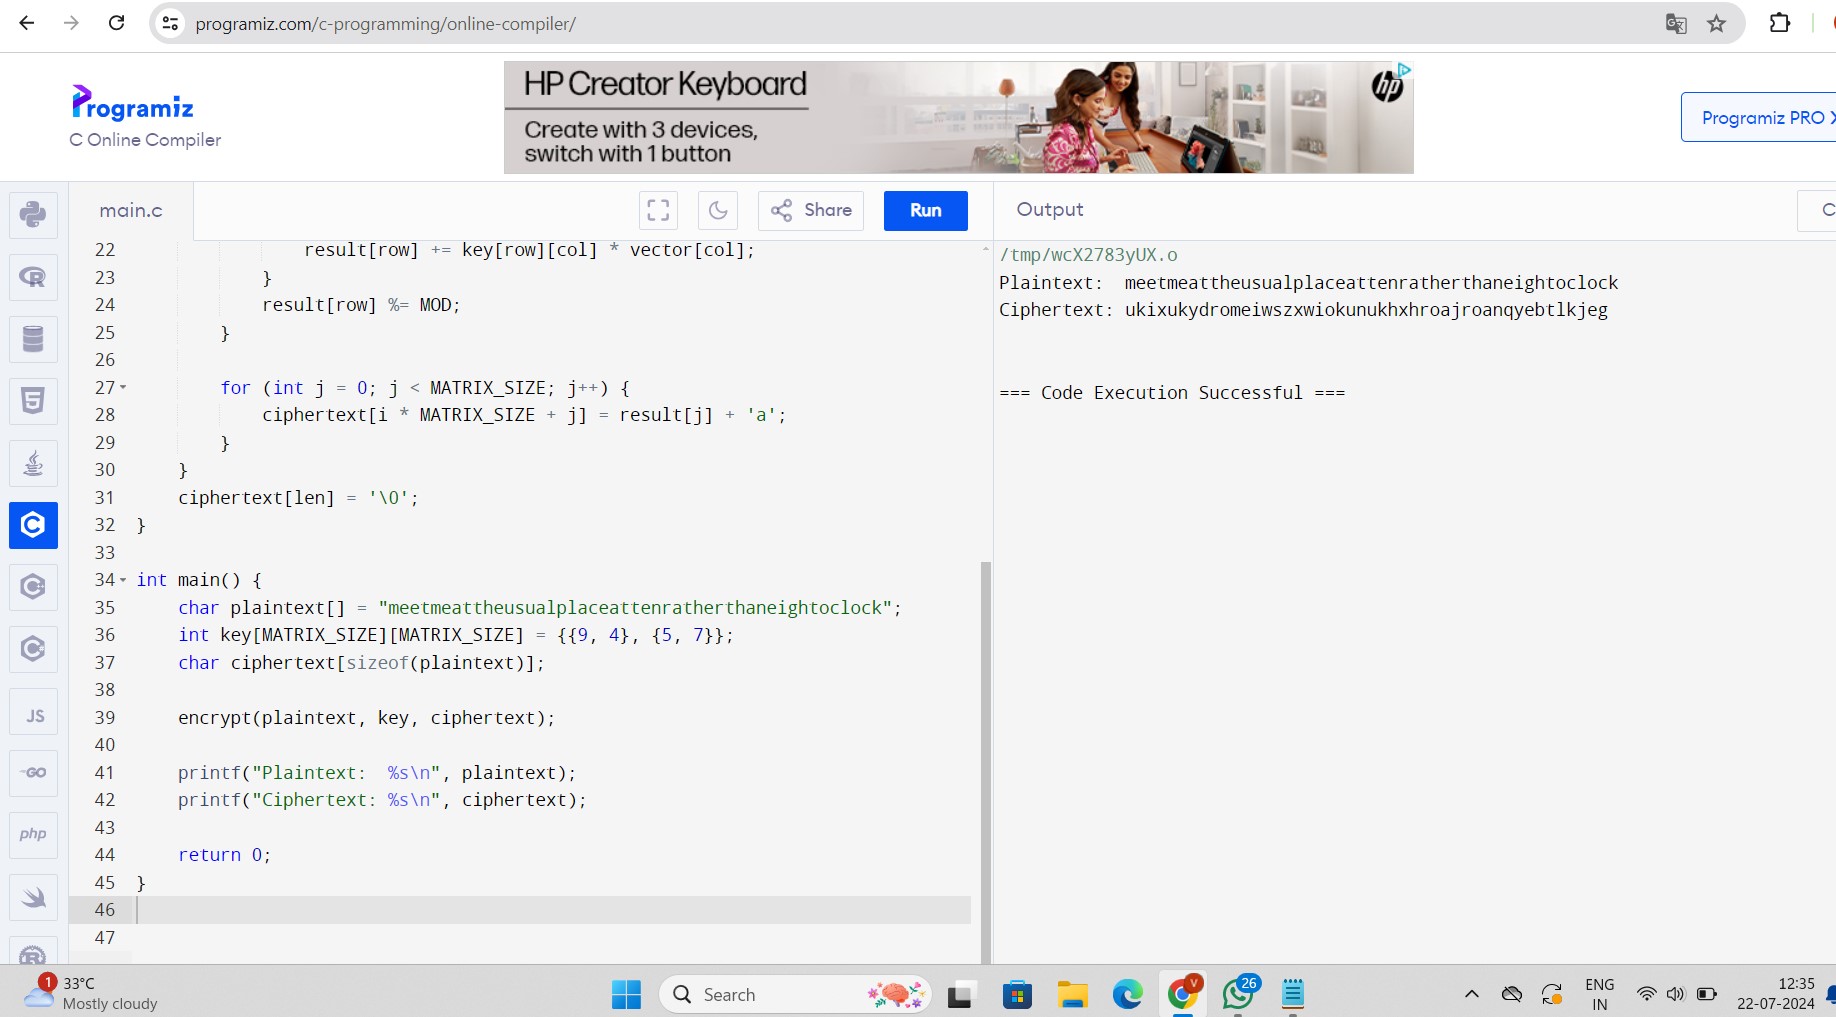 programiz.com/c-programming/online-compiler/
Programiz
C Online Compiler
HP Creator Keyboard
Create with 3 devices,
switch with 1 button
hp
Programiz PRO
main.c
Share
Run
Output
22 result[row] += key[row][col] * vector[col];
23 }
24 result[row] %= MOD;
25 }
26
27 for (int j = 0; j < MATRIX_SIZE; j++) {
28 ciphertext[i * MATRIX_SIZE + j] = result[j] + 'a';
29 }
30 }
31 ciphertext[len] = '\0';
32 }
33
34 int main() {
35 char plaintext[] = "meetmeattheusualplaceattenratherthaneightoclock";
36 int key[MATRIX_SIZE][MATRIX_SIZE] = {{9, 4}, {5, 7}};
37 char ciphertext[sizeof(plaintext)];
38
39 encrypt(plaintext, key, ciphertext);
40
41 printf("Plaintext:  %s\n", plaintext);
42 printf("Ciphertext: %s\n", ciphertext);
43
44 return 0;
45 }
46
47
/tmp/wcX2783yUX.o
Plaintext:  meetmeattheusualplaceattenratherthaneightoclock
Ciphertext: ukixukydromeiwszxwiokunukhxhroajroanqyebtlkjeg
=== Code Execution Successful ===
R
5
C
C
JS
GO
php
R
1
33°C
Mostly cloudy
Search
V
26
ENG
IN
12:35
22-07-2024